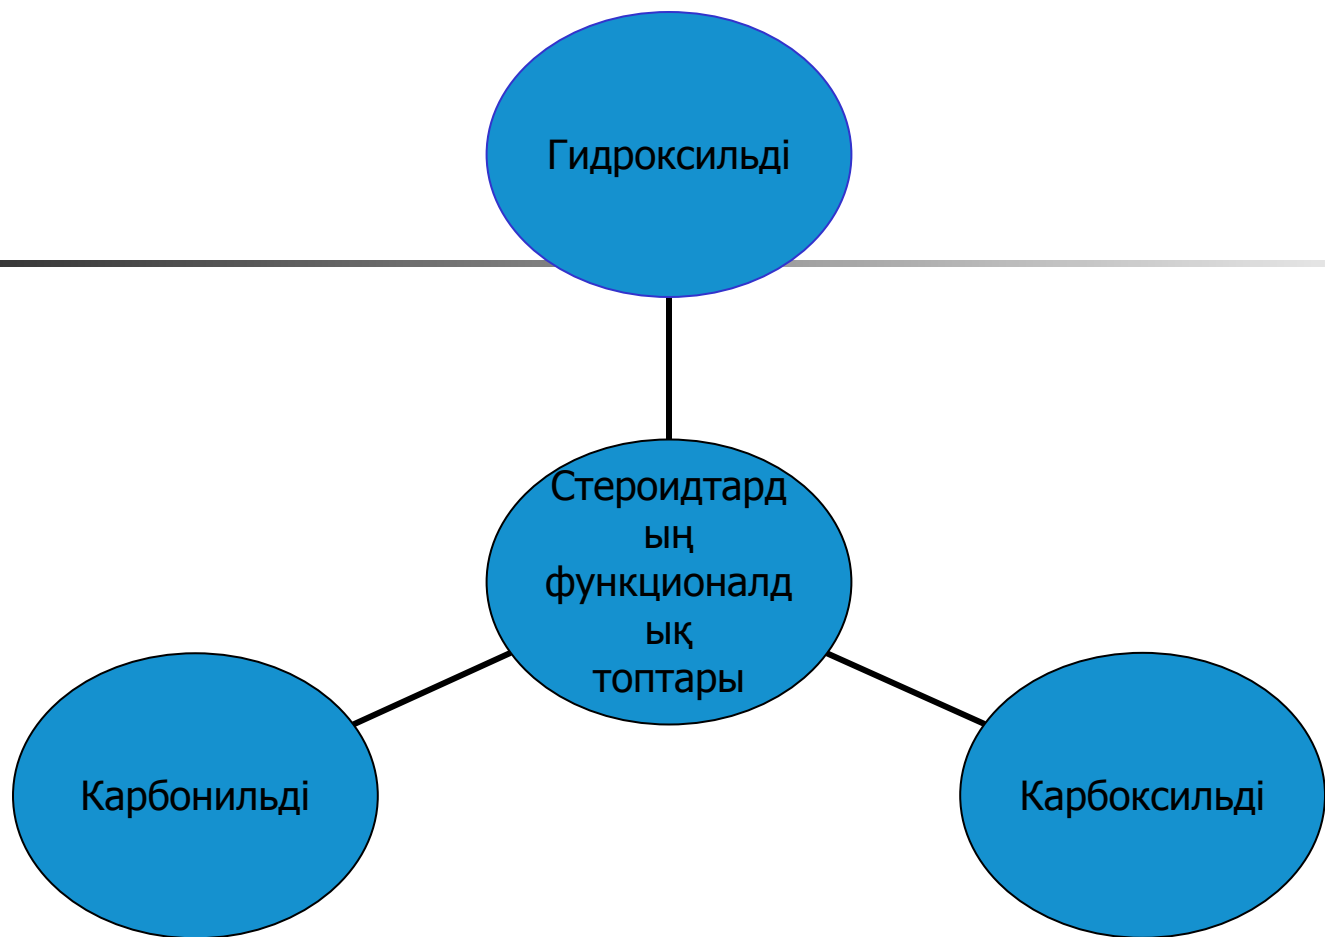 Гидроксильді
Стероидтард
ың
функционалд
ық
топтары
Карбонильді
Карбоксильді